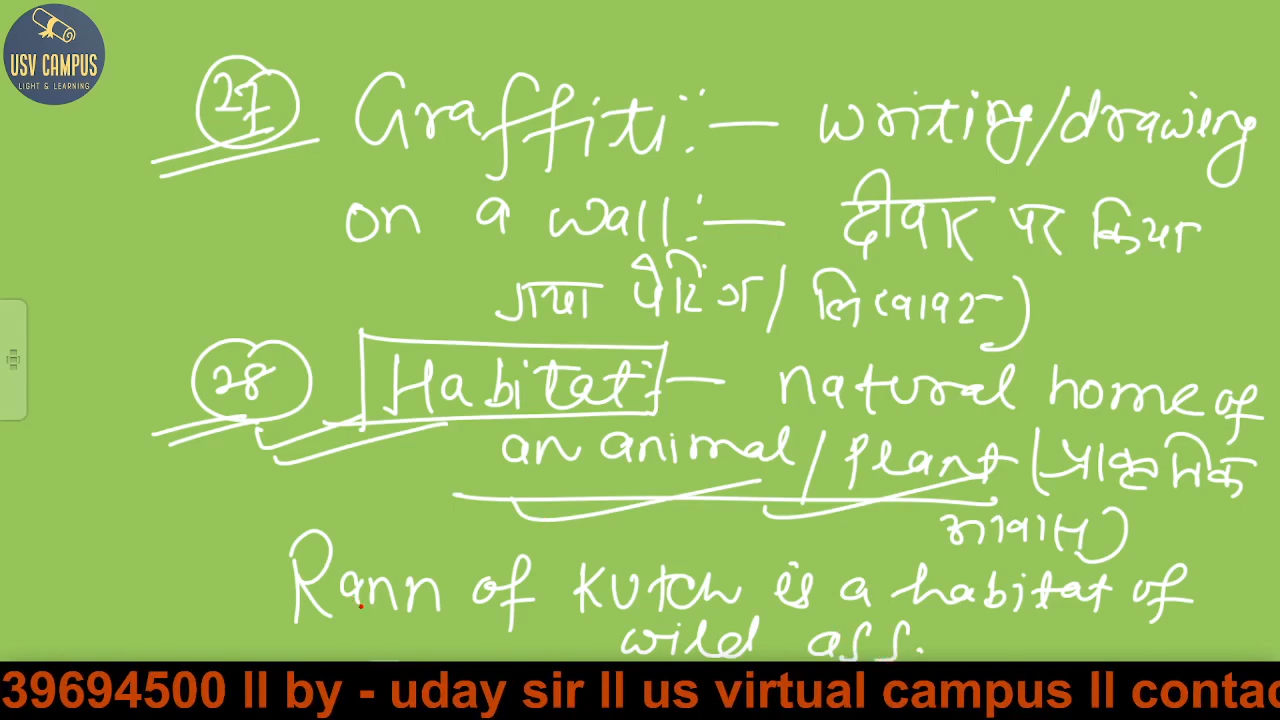 USV CAMPUS
LIGHT & LEARNING
27 Graffiti :— writing/drawing
on a wall :— दीवार पर किया
गया पेंटिंग / लिखावट)
28 Habitat :— natural home of
an animal / plant (प्राकृतिक
आवास)
Rann of Kutch is a habitat of
wild ass.
39694500 ll by - uday sir ll us virtual campus ll contac